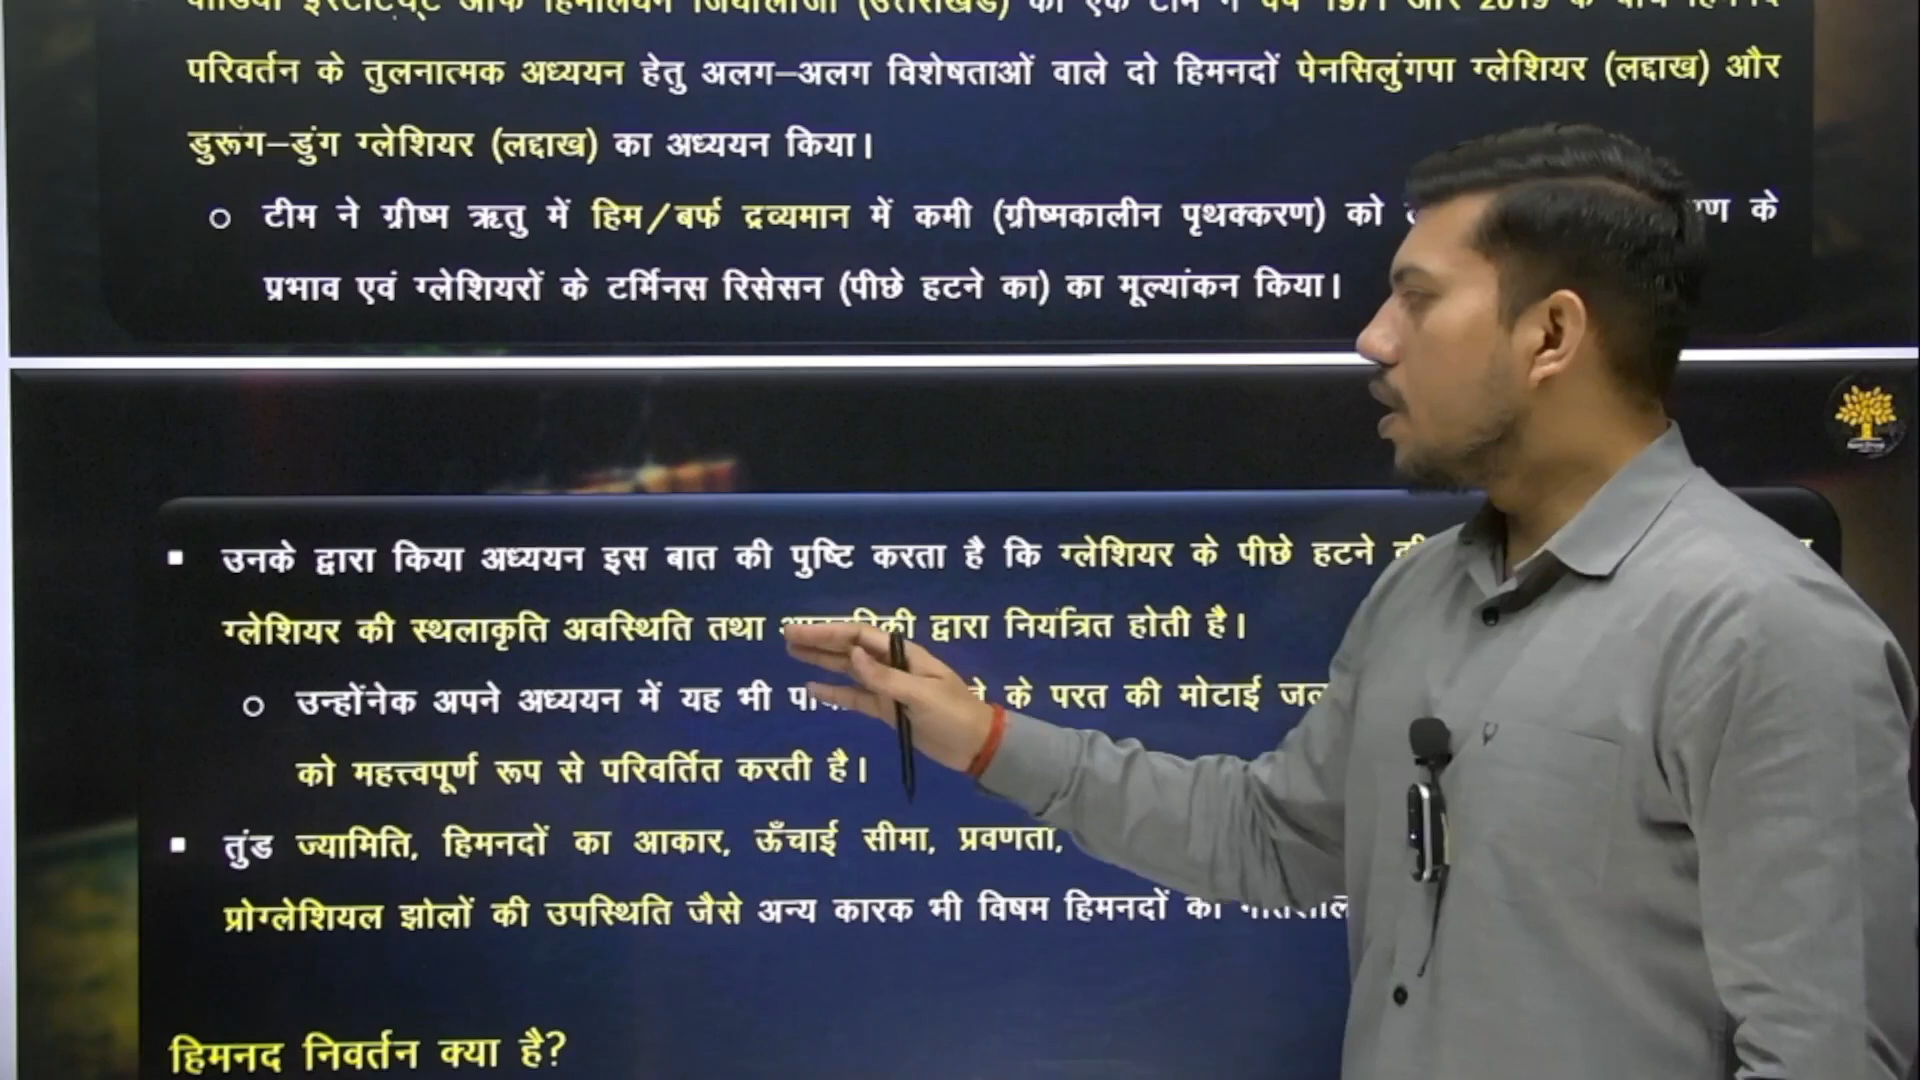 और 2019 के बीच
परिवर्तन के तुलनात्मक अध्ययन हेतु अलग–अलग विशेषताओं वाले दो हिमनदों पेनसिलुंगपा ग्लेशियर (लद्दाख) और
डुरूंग–डुंग ग्लेशियर (लद्दाख) का अध्ययन किया।
टीम ने ग्रीष्म ऋतु में हिम/बर्फ द्रव्यमान में कमी (ग्रीष्मकालीन पृथक्करण) को के
प्रभाव एवं ग्लेशियरों के टर्मिनस रिसेसन (पीछे हटने का) का मूल्यांकन किया।
उनके द्वारा किया अध्ययन इस बात की पुष्टि करता है कि ग्लेशियर के पीछे हटने
ग्लेशियर की स्थलाकृति अवस्थिति तथा द्वारा नियंत्रित होती है।
उन्होंनेक अपने अध्ययन में यह भी के परत की मोटाई
को महत्त्वपूर्ण रूप से परिवर्तित करती है।
तुंड ज्यामिति, हिमनदों का आकार, ऊँचाई सीमा, प्रवणता,
प्रोग्लेशियल झोलों की उपस्थिति जैसे अन्य कारक भी विषम हिमनदों
हिमनद निवर्तन क्या है?